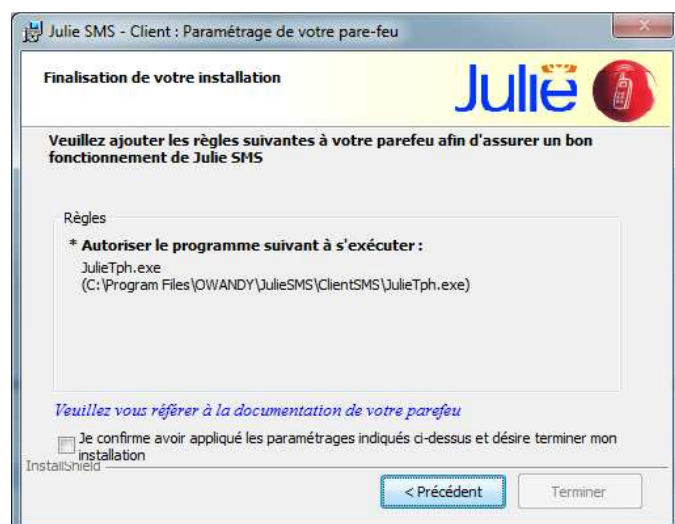 Julie SMS - Client : Paramétrage de votre pare-feu
Finalisation de votre installation
Julie
Veuillez ajouter les règles suivantes à votre parefeu afin d'assurer un bon
fonctionnement de Julie SMS
Règles
* Autoriser le programme suivant à s'exécuter :
JulieTph.exe
(C:\Program Files\OWANDY\JulieSMS\ClientSMS\JulieTph.exe)
Veuillez vous référer à la documentation de votre parefeu
Je confirme avoir appliqué les paramétrages indiqués ci-dessus et désire terminer mon
installation
InstallShield
< Précédent
Terminer